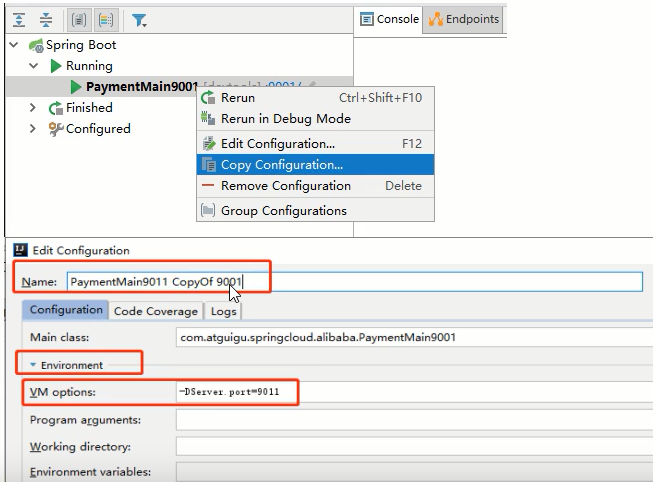 Console Endpoints
Spring Boot
Running
PaymentMain9001 [devtools] :9001/
Rerun Ctrl+Shift+F10
Finished
Rerun in Debug Mode
Configured
Edit Configuration... F12
Copy Configuration...
Remove Configuration Delete
Group Configurations
Edit Configuration
Name: PaymentMain9011 CopyOf 9001
Configuration Code Coverage Logs
Main class: com.atguigu.springcloud.alibaba.PaymentMain9001
Environment
VM options: -DServer.port=9011
Program arguments:
Working directory:
Environment variables: